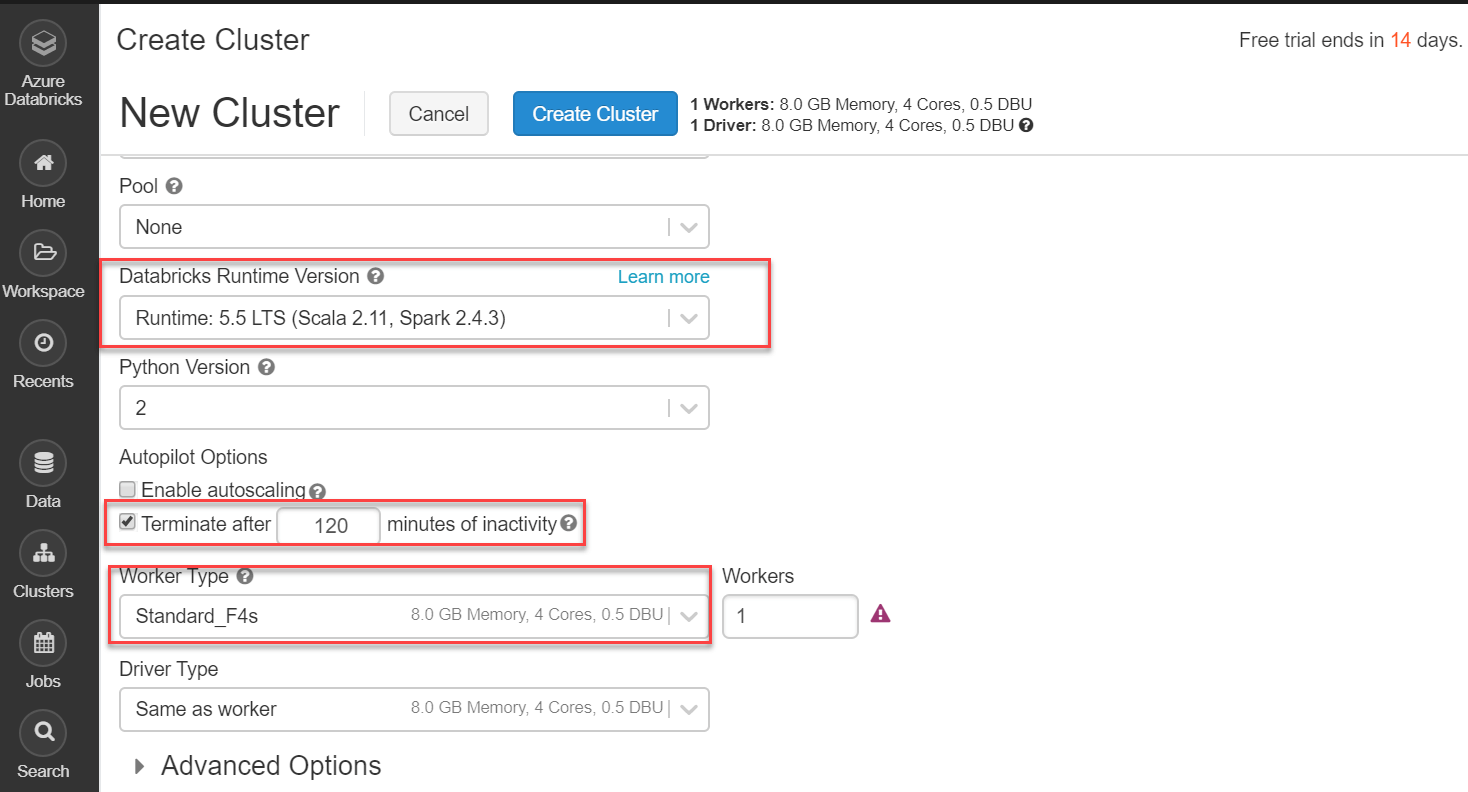 Azure
Databricks
Home
Workspace
Recents
Data
Clusters
Jobs
Search
Create Cluster
Free trial ends in 14 days.
New Cluster
Cancel
Create Cluster
1 Workers: 8.0 GB Memory, 4 Cores, 0.5 DBU
1 Driver: 8.0 GB Memory, 4 Cores, 0.5 DBU ?
Pool ?
None
Databricks Runtime Version ? Learn more
Runtime: 5.5 LTS (Scala 2.11, Spark 2.4.3)
Python Version ?
2
Autopilot Options
Enable autoscaling ?
Terminate after 120 minutes of inactivity ?
Worker Type ? Workers
Standard_F4s 8.0 GB Memory, 4 Cores, 0.5 DBU 1
Driver Type
Same as worker 8.0 GB Memory, 4 Cores, 0.5 DBU
Advanced Options